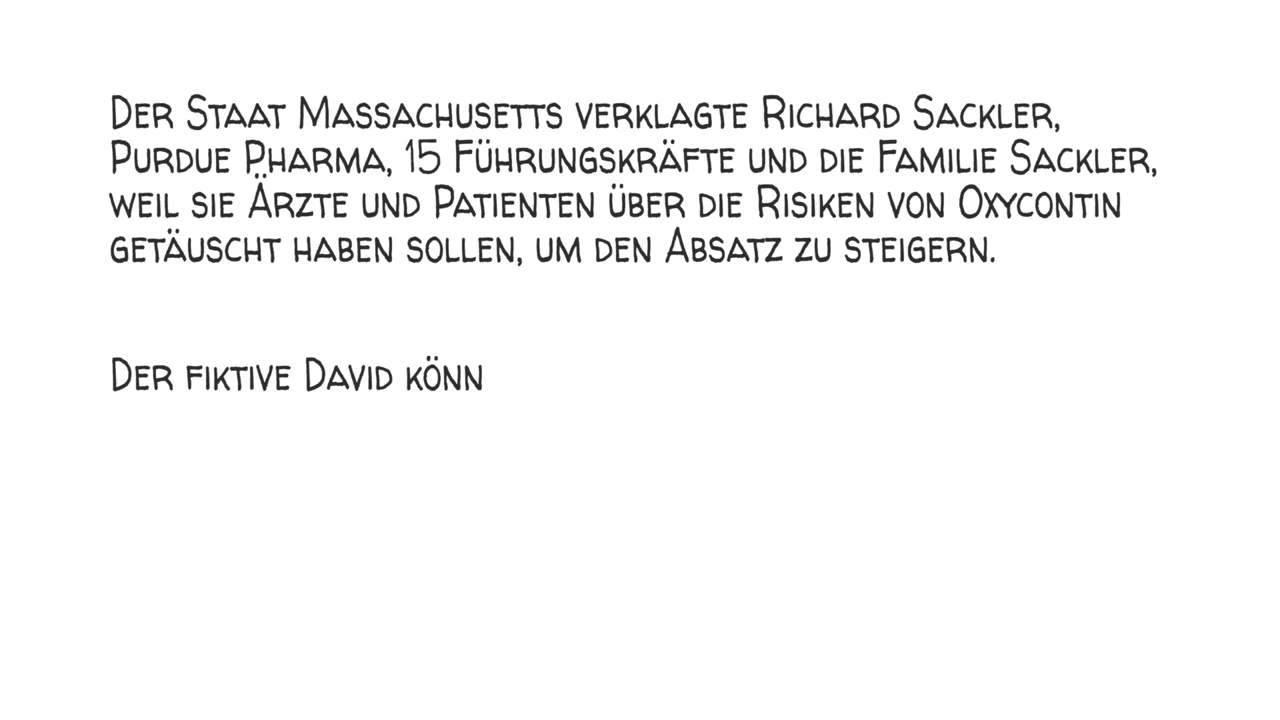 Der Staat Massachusetts verklagte Richard Sackler,
Purdue Pharma, 15 Führungskräfte und die Familie Sackler,
weil sie Ärzte und Patienten über die Risiken von Oxycontin
getäuscht haben sollen, um den Absatz zu steigern.
Der fiktive David könn